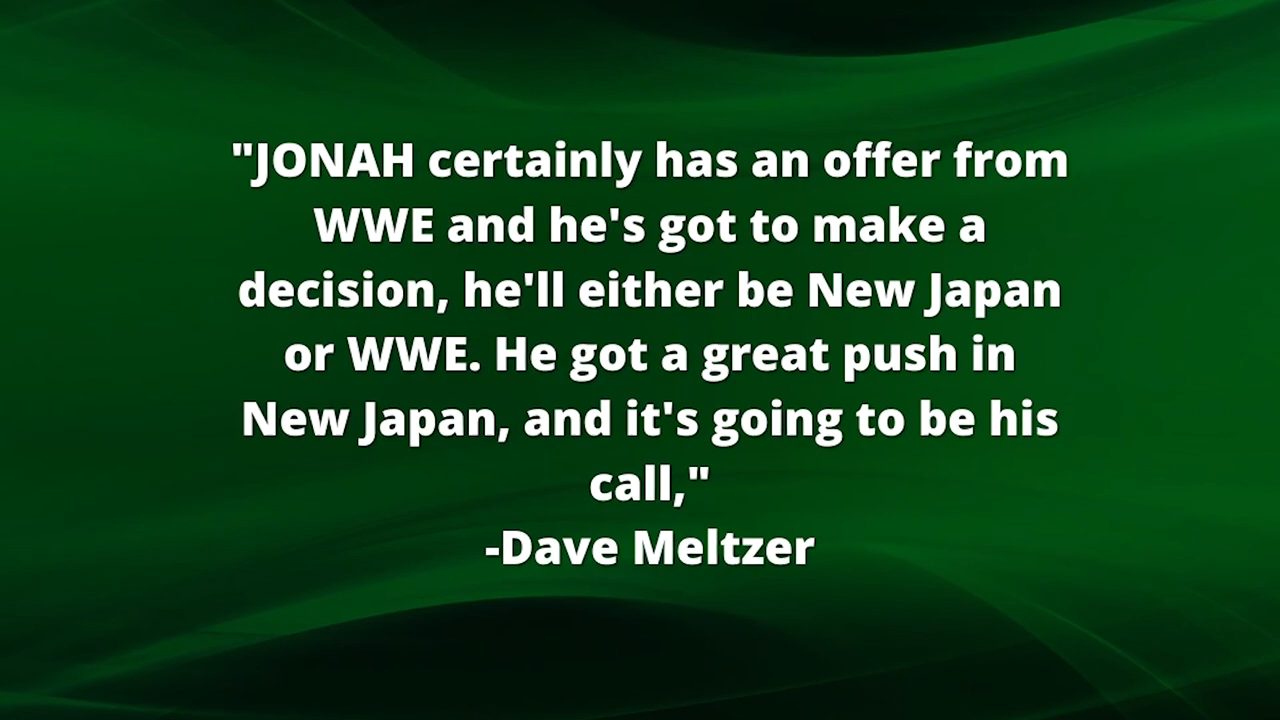 "JONAH certainly has an offer from
WWE and he's got to make a
decision, he'll either be New Japan
or WWE. He got a great push in
New Japan, and it's going to be his
call,"
-Dave Meltzer